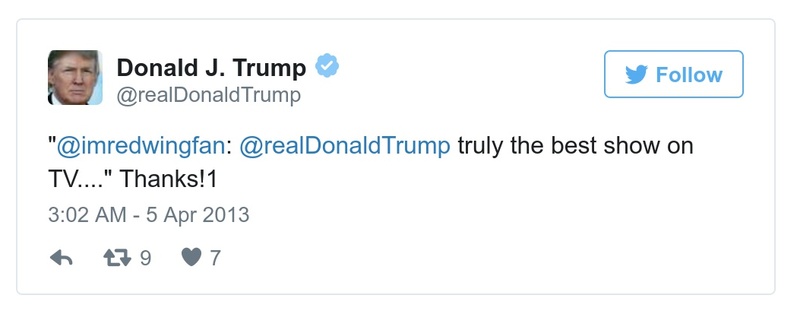 Donald J. Trump
@realDonaldTrump
Follow
"@imredwingfan: @realDonaldTrump truly the best show on
TV...." Thanks!1
3:02 AM - 5 Apr 2013
9 7